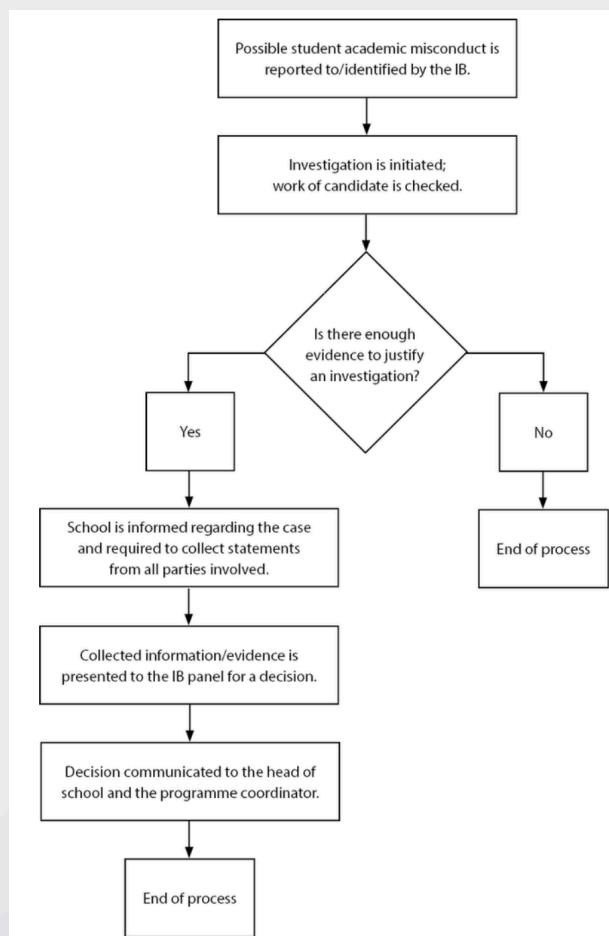 Possible student academic misconduct is
reported to/identified by the IB.
Investigation is initiated;
work of candidate is checked.
Is there enough
evidence to justify
an investigation?
Yes
No
School is informed regarding the case
and required to collect statements
from all parties involved.
End of process
Collected information/evidence is
presented to the IB panel for a decision.
Decision communicated to the head of
school and the programme coordinator.
End of process